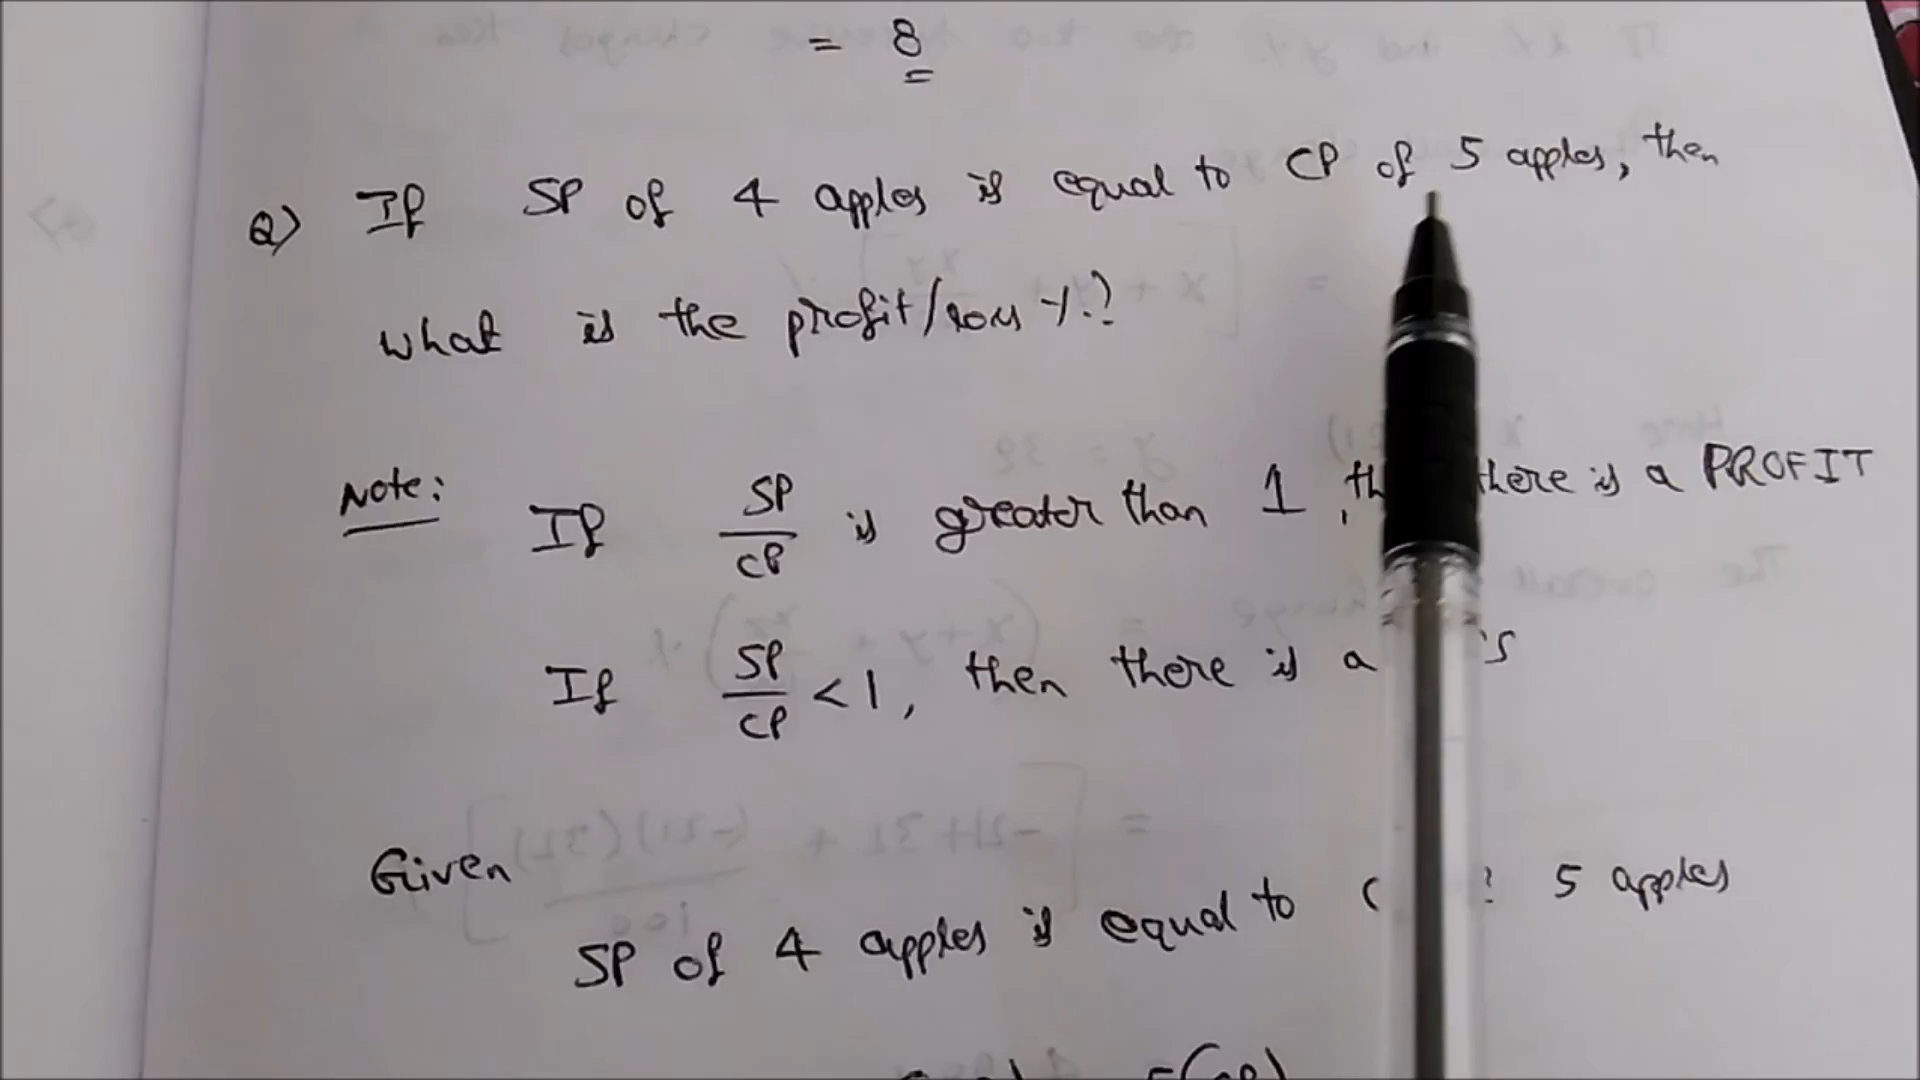 = 8
Q) If SP of 4 apples is equal to CP of 5 apples, then
what is the profit/loss %?
Note: If SP/CP is greater than 1, there is a PROFIT
If SP/CP < 1, then there is a
Given
SP of 4 apples is equal to 5 apples